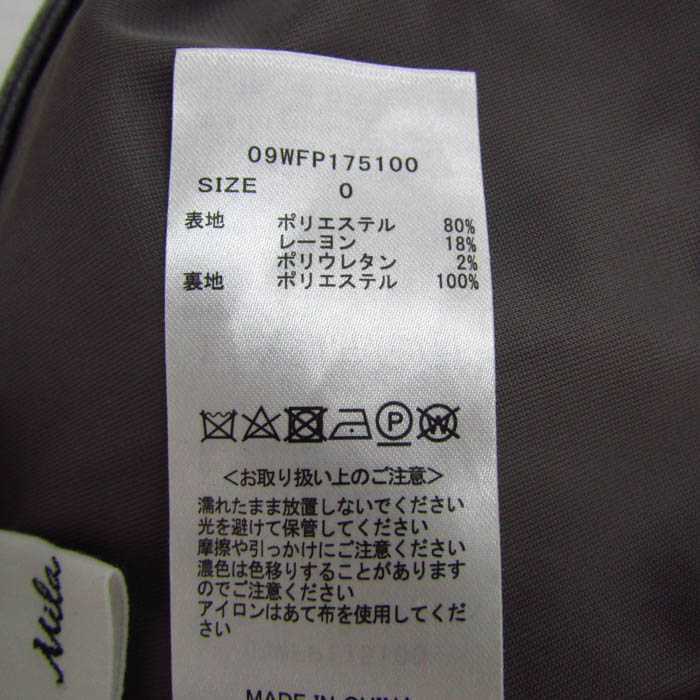 09WFP175100
SIZE 0
表地 ポリエステル 80%
レーヨン 18%
ポリウレタン 2%
裏地 ポリエステル 100%
P W
<お取り扱い上のご注意>
濡れたまま放置しないでください
光を避けて保管してください
摩擦や引っかけにご注意ください
濃色は色移りすることがあります
のでご注意ください
アイロンはあて布を使用してくだ
さい
MADE IN CHINA
Mila